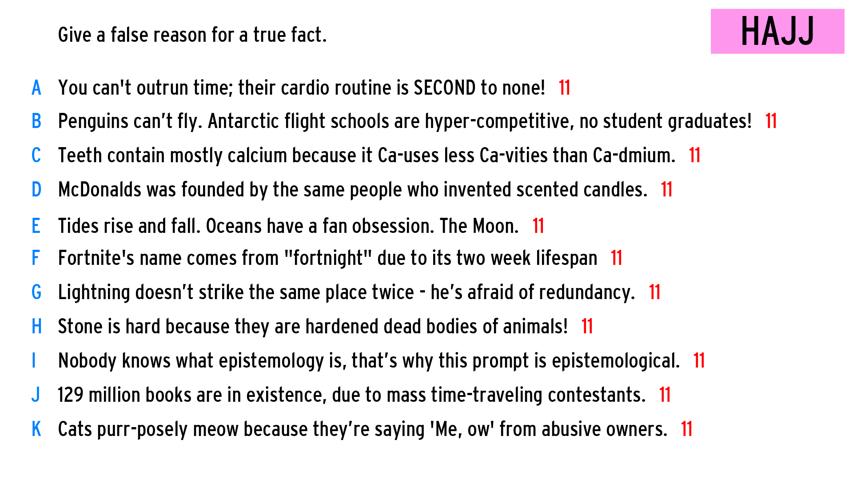 Give a false reason for a true fact.
HAJJ
A You can't outrun time; their cardio routine is SECOND to none! 11
B Penguins can't fly. Antarctic flight schools are hyper-competitive, no student graduates! 11
C Teeth contain mostly calcium because it Ca-uses less Ca-vities than Ca-dmium. 11
D McDonalds was founded by the same people who invented scented candles. 11
E Tides rise and fall. Oceans have a fan obsession. The Moon. 11
F Fortnite's name comes from "fortnight" due to its two week lifespan 11
G Lightning doesn't strike the same place twice - he's afraid of redundancy. 11
H Stone is hard because they are hardened dead bodies of animals! 11
I Nobody knows what epistemology is, that's why this prompt is epistemological. 11
J 129 million books are in existence, due to mass time-traveling contestants. 11
K Cats purr-posely meow because they're saying 'Me, ow' from abusive owners. 11